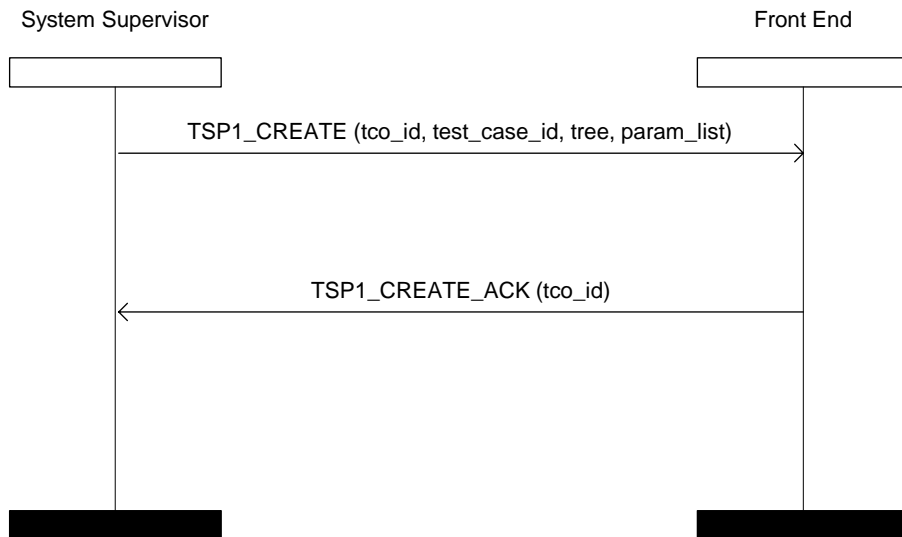 System Supervisor
Front End
TSP1_CREATE (tco_id, test_case_id, tree, param_list)
TSP1_CREATE_ACK (tco_id)